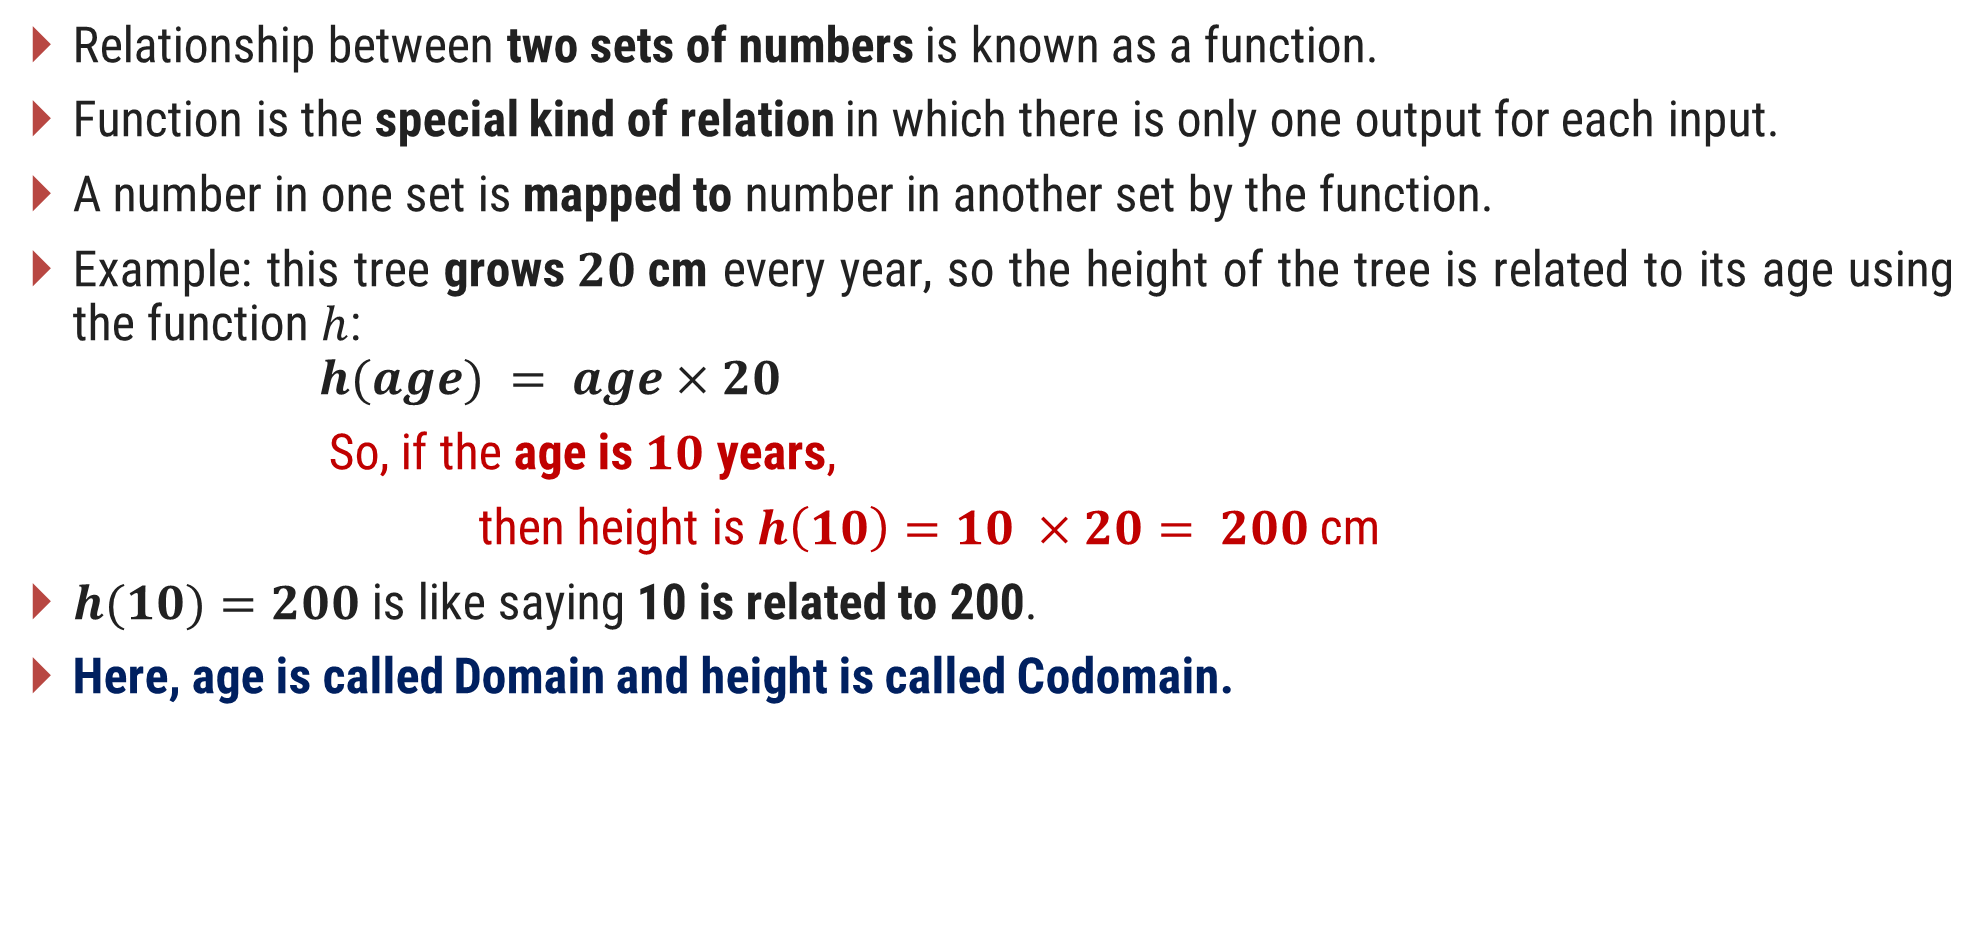 Relationship between two sets of numbers is known as a function.
Function is the special kind of relation in which there is only one output for each input.
A number in one set is mapped to number in another set by the function.
Example: this tree grows 20 cm every year, so the height of the tree is related to its age using
the function h:
h(age) = age × 20
So, if the age is 10 years,
then height is h(10) = 10 × 20 = 200 cm
h(10) = 200 is like saying 10 is related to 200.
Here, age is called Domain and height is called Codomain.